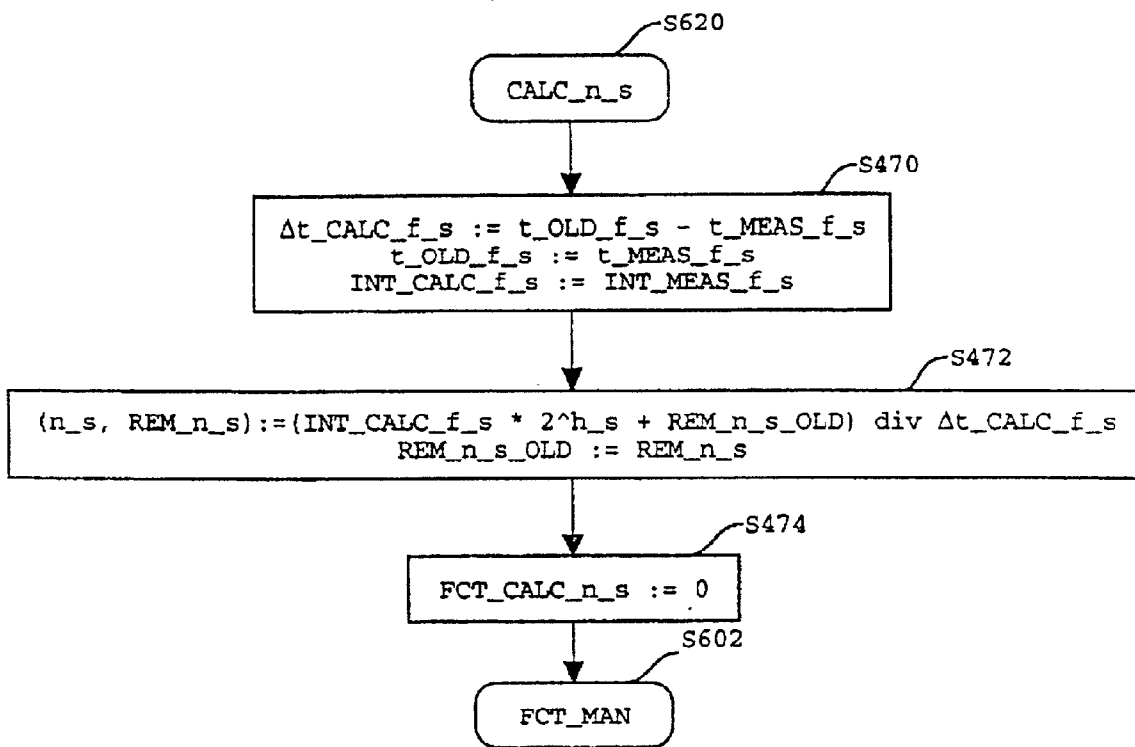 S620
CALC_n_s
S470
Δt_CALC_f_s := t_OLD_f_s - t_MEAS_f_s
t_OLD_f_s := t_MEAS_f_s
INT_CALC_f_s := INT_MEAS_f_s
S472
(n_s, REM_n_s):=(INT_CALC_f_s * 2^h_s + REM_n_s_OLD) div Δt_CALC_f_s
REM_n_s_OLD := REM_n_s
S474
FCT_CALC_n_s := 0
S602
FCT_MAN